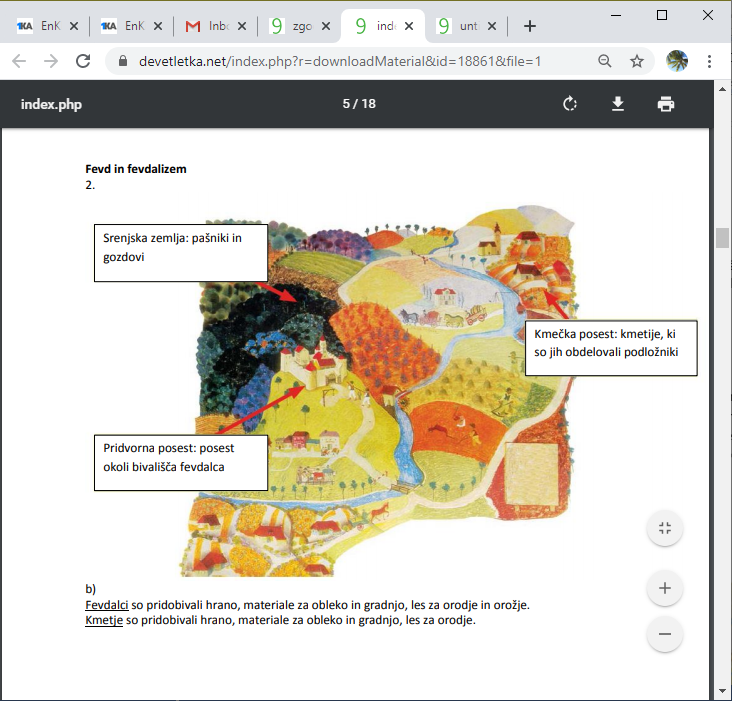 EnK
EnK
Inb
zgo
ind
unt
devetletka.net/index.php?r=downloadMaterial&id=18861&file=1
index.php
5 / 18
Fevd in fevdalizem
2.
Srenjska zemlja: pašniki in
gozdovi
Kmečka posest: kmetije, ki
so jih obdelovali podložniki
Pridvorna posest: posest
okoli bivališča fevdalca
b)
Fevdalci so pridobivali hrano, materiale za obleko in gradnjo, les za orodje in orožje.
Kmetje so pridobivali hrano, materiale za obleko in gradnjo, les za orodje.